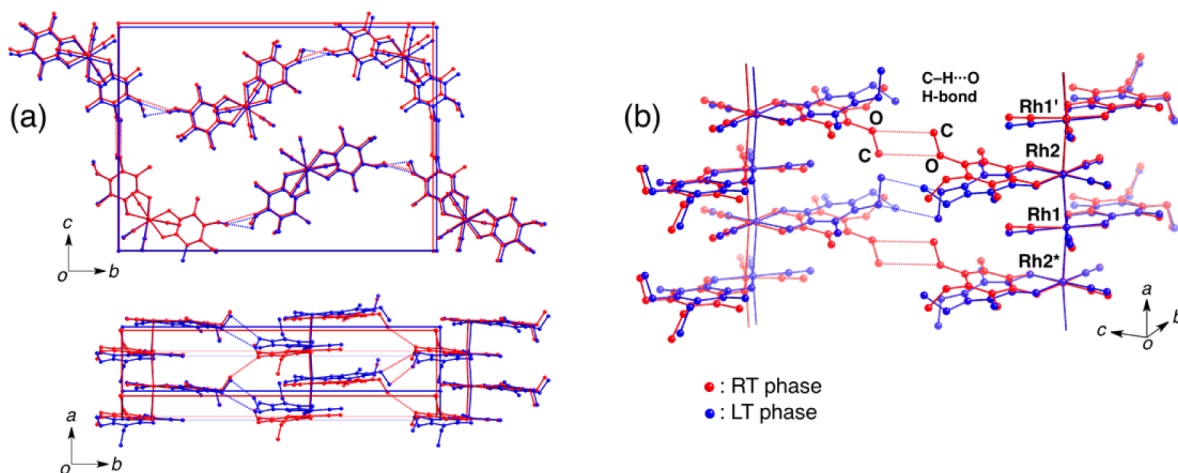 (a)
c
o
b
a
o
b
(b)
C–H···O
H-bond
O
C
C
O
Rh1'
Rh2
Rh1
Rh2*
a
b
c
o
: RT phase
: LT phase